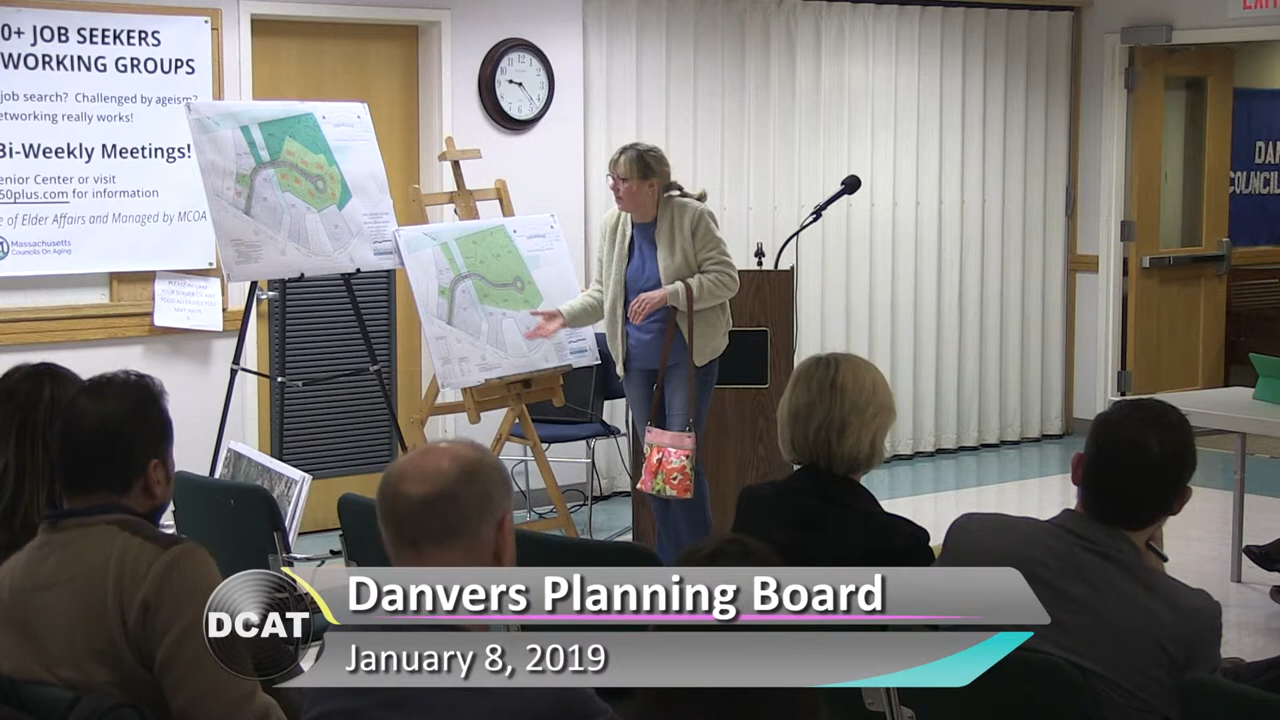 0+ JOB SEEKERS
WORKING GROUPS
job search? Challenged by ageism?
etworking really works!
Bi-Weekly Meetings!
enior Center or visit
50plus.com for information
e of Elder Affairs and Managed by MCOA
Massachusetts
Councils On Aging
EXIT
DAN
COUNCIL
DCAT
Danvers Planning Board
January 8, 2019